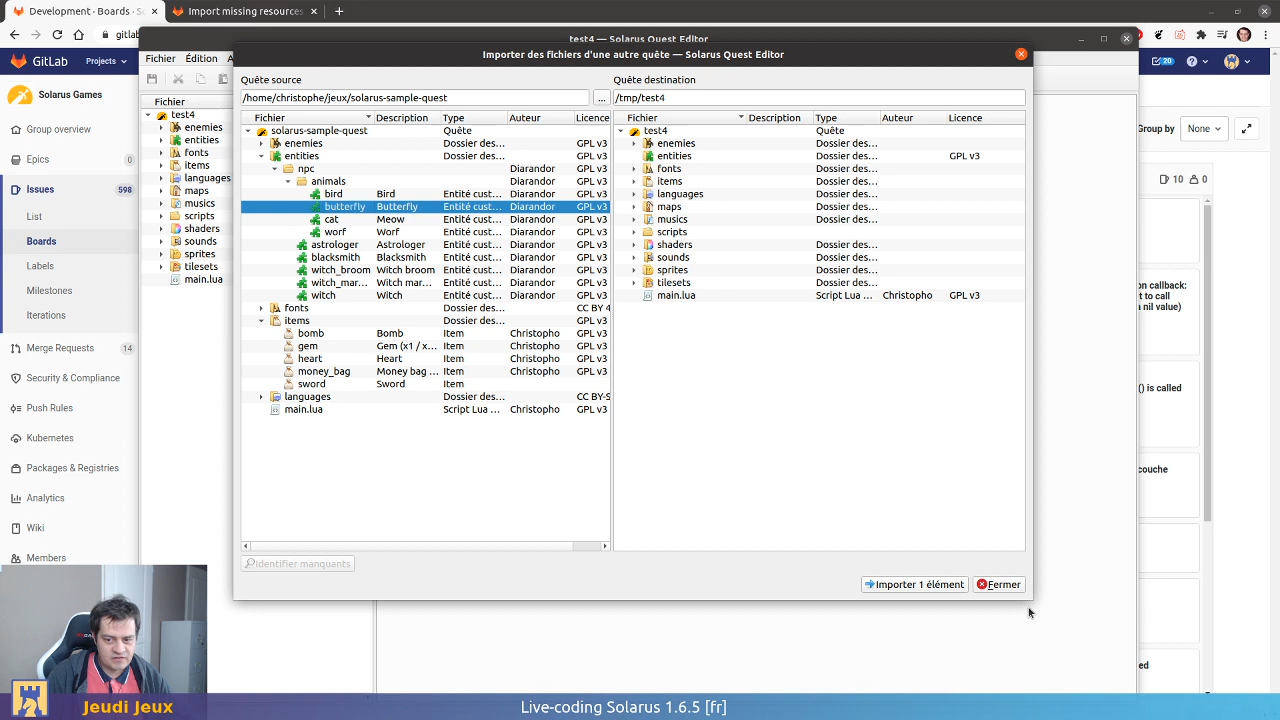 Development · Boards · S
Import missing resources
gitlab
test4 — Solarus Quest Editor
Importer des fichiers d'une autre quête — Solarus Quest Editor
GitLab
Projects
Fichier
Édition
20
Solarus Games
Group overview
Epics
0
Issues
598
List
Boards
Labels
Milestones
Iterations
Merge Requests
14
Security & Compliance
Push Rules
Kubernetes
Packages & Registries
Analytics
Wiki
Members
Fichier
test4
enemies
entities
fonts
items
languages
maps
musics
scripts
shaders
sounds
sprites
tilesets
main.lua
Quête source
/home/christophe/jeux/solarus-sample-quest
...
Fichier Description Type Auteur Licence
solarus-sample-quest Quête
enemies Dossier des... GPL v3
entities Dossier des... GPL v3
npc Diarandor GPL v3
animals Diarandor GPL v3
bird Bird Entité cust... Diarandor GPL v3
butterfly Butterfly Entité cust... Diarandor GPL v3
cat Meow Entité cust... Diarandor GPL v3
worf Worf Entité cust... Diarandor GPL v3
astrologer Astrologer Entité cust... Diarandor GPL v3
blacksmith Blacksmith Entité cust... Diarandor GPL v3
witch_broom Witch broom Entité cust... Diarandor GPL v3
witch_mar... Witch mar... Entité cust... Diarandor GPL v3
witch Witch Entité cust... Diarandor GPL v3
fonts Dossier des... CC BY 4
items Dossier des... GPL v3
bomb Bomb Item Christopho GPL v3
gem Gem (x1 / x... Item Christopho GPL v3
heart Heart Item Christopho GPL v3
money_bag Money bag ... Item Christopho GPL v3
sword Sword Item
languages Dossier des... CC BY-S
main.lua Script Lua ... Christopho GPL v3
Identifier manquants
Quête destination
/tmp/test4
Fichier Description Type Auteur Licence
test4 Quête
enemies Dossier des...
entities Dossier des... GPL v3
fonts Dossier des...
items Dossier des...
languages Dossier des...
maps Dossier des...
musics Dossier des...
scripts
shaders Dossier des...
sounds Dossier des...
sprites Dossier des...
tilesets Dossier des...
main.lua Script Lua ... Christopho GPL v3
Importer 1 élément
Fermer
Group by
None
10
0
on callback:
t to call
a nil value)
() is called
couche
ed
Jeudi Jeux
Live-coding Solarus 1.6.5 [fr]